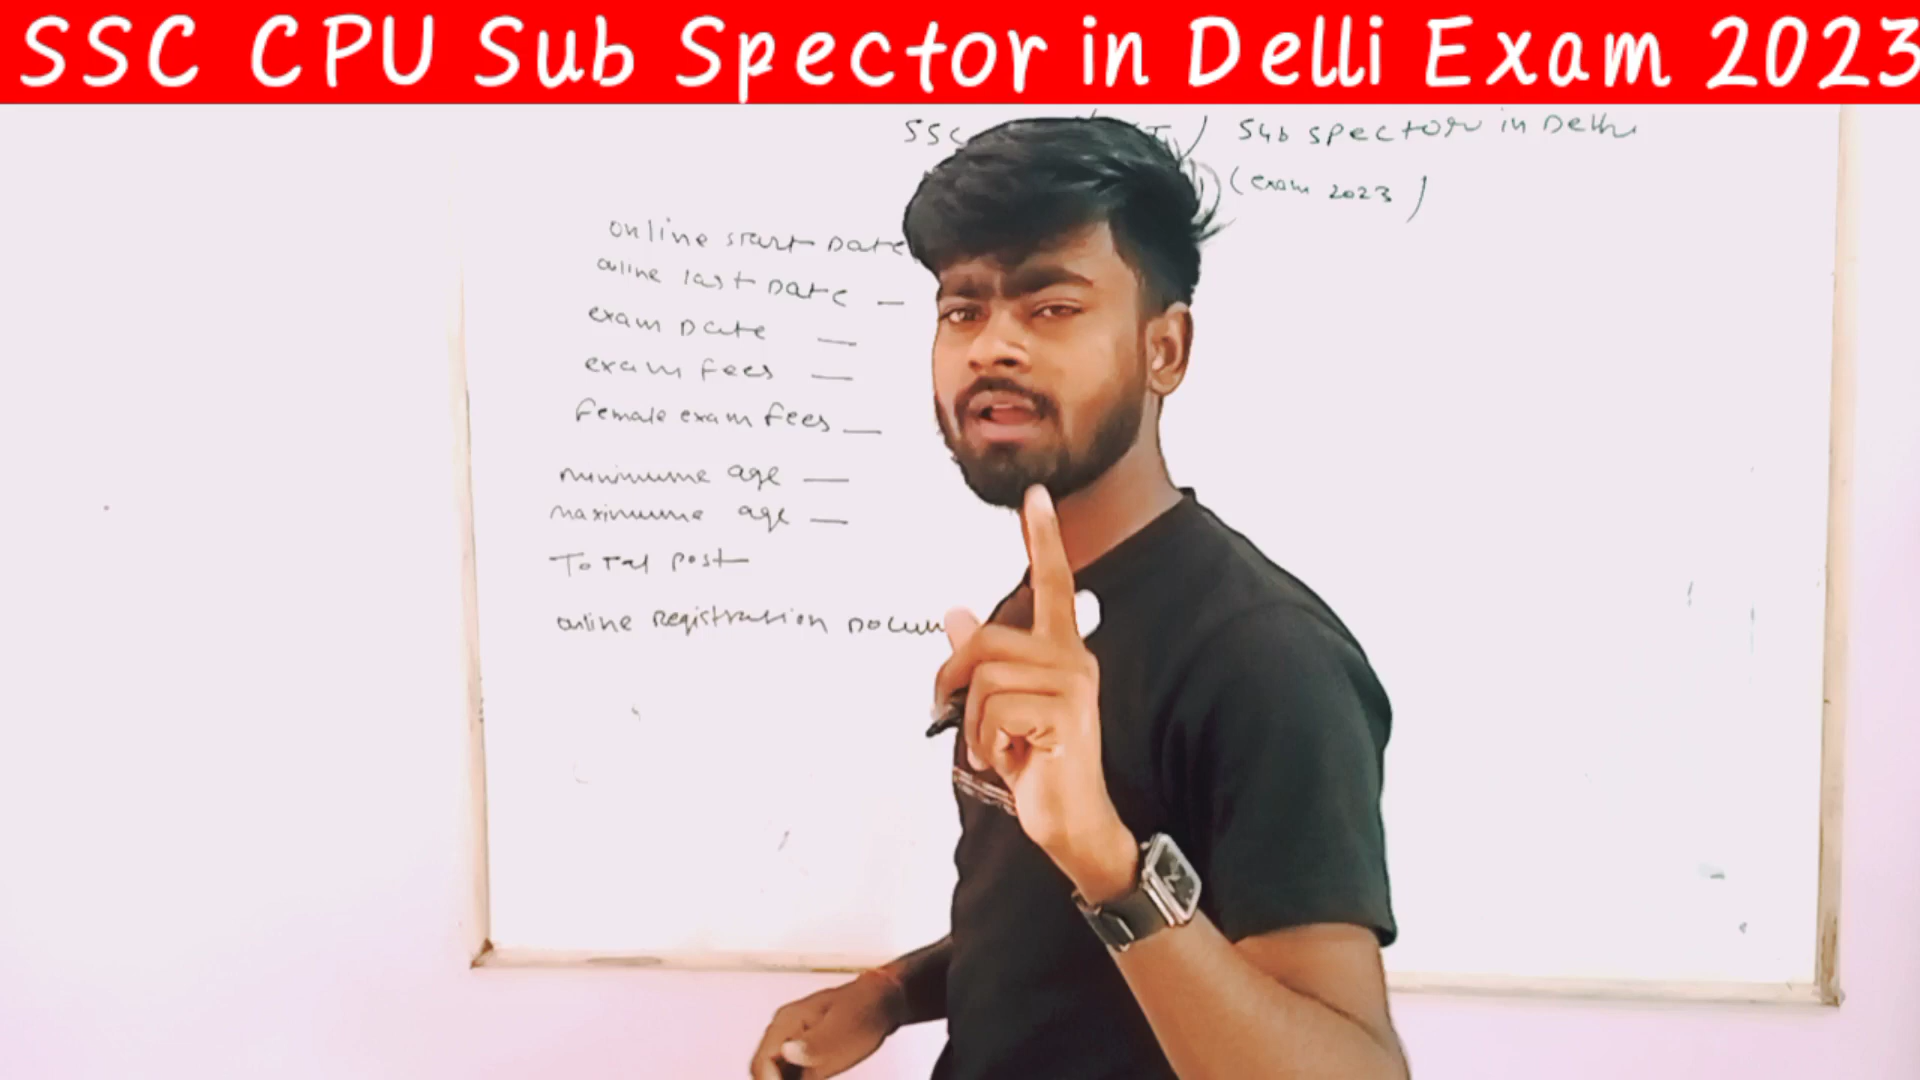 SSC CPU Sub Spector in Delli Exam 2023
SSC / Sub spector in Delhi
(exam 2023)
online start Date
online last Date —
exam Date —
exam fees —
Female exam fees —
minimume age —
maximume age —
Total post
online Registration Docum